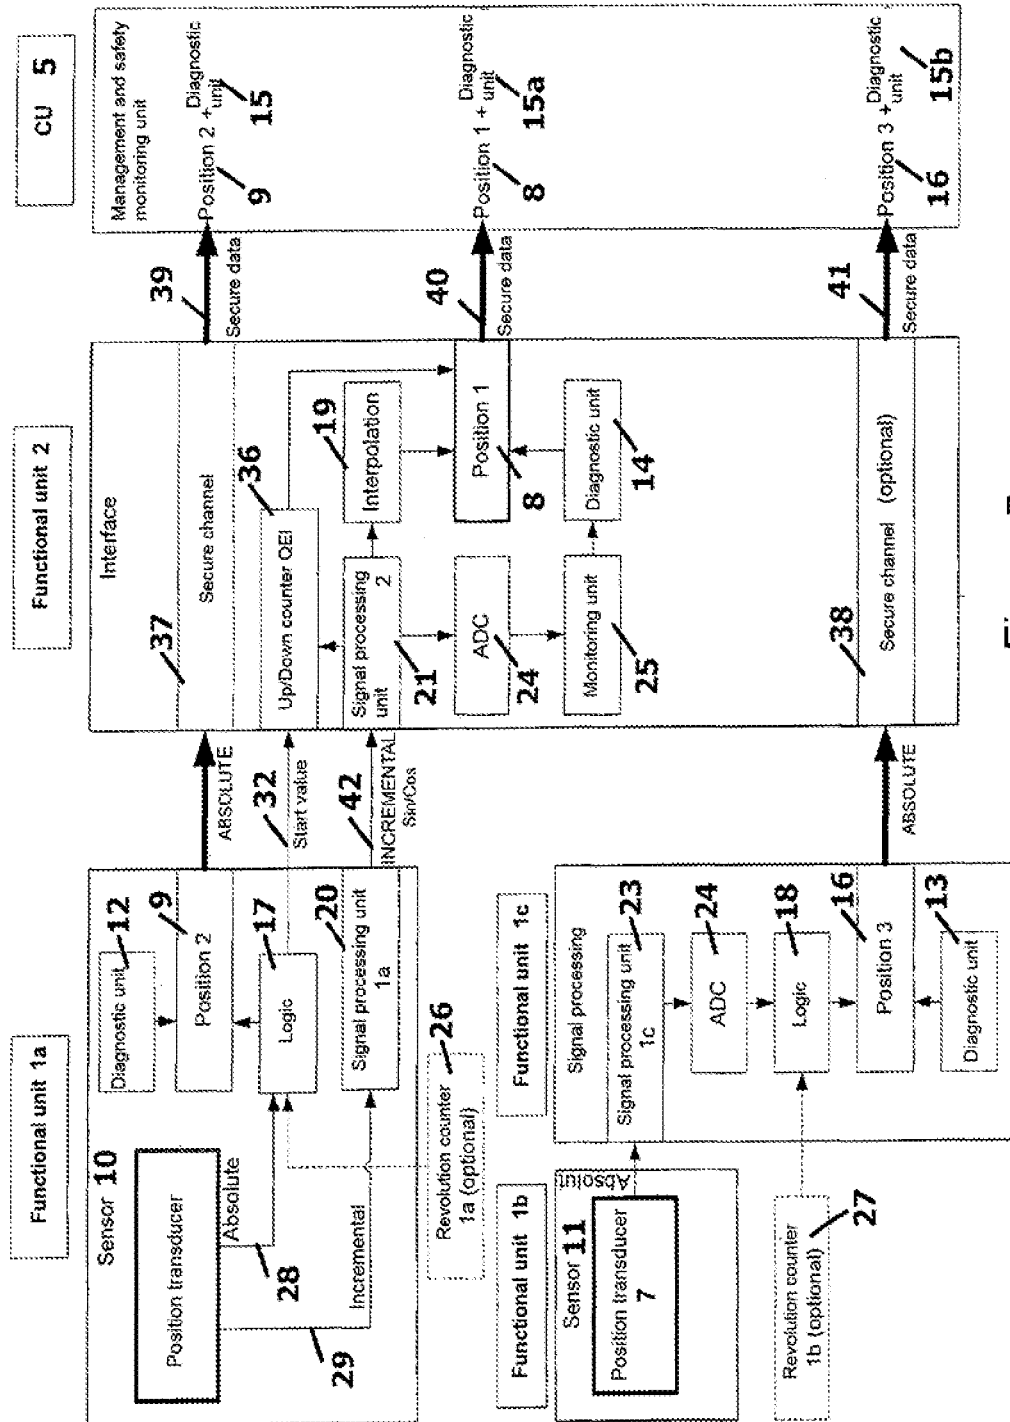 Functional unit 1a
Functional unit 2
CU 5
Sensor 10
Position transducer
Absolute
28
Incremental
29
Diagnostic unit
12
Position 2
9
Logic
17
Signal processing unit
1a
20
Revolution counter
1a (optional)
26
ABSOLUTE
32
Start value
42
INCREMENTAL
Sin/Cos
Interface
37
Secure channel
Up/Down counter QEI
36
Signal processing
unit 2
21
Interpolation
19
ADC
24
Position 1
8
Monitoring unit
25
Diagnostic unit
14
38
Secure channel (optional)
39
Secure data
40
Secure data
41
Secure data
Management and safety
monitoring unit
Position 2 + Diagnostic
unit
9
15
Position 1 + Diagnostic
unit
8
15a
Position 3 + Diagnostic
unit
16
15b
Functional unit 1b
Functional unit 1c
Sensor 11
Absolut
Position transducer
7
Signal processing
Signal processing unit
1c
23
ADC
24
Logic
18
Position 3
16
Diagnostic unit
13
Revolution counter
1b (optional)
27
ABSOLUTE